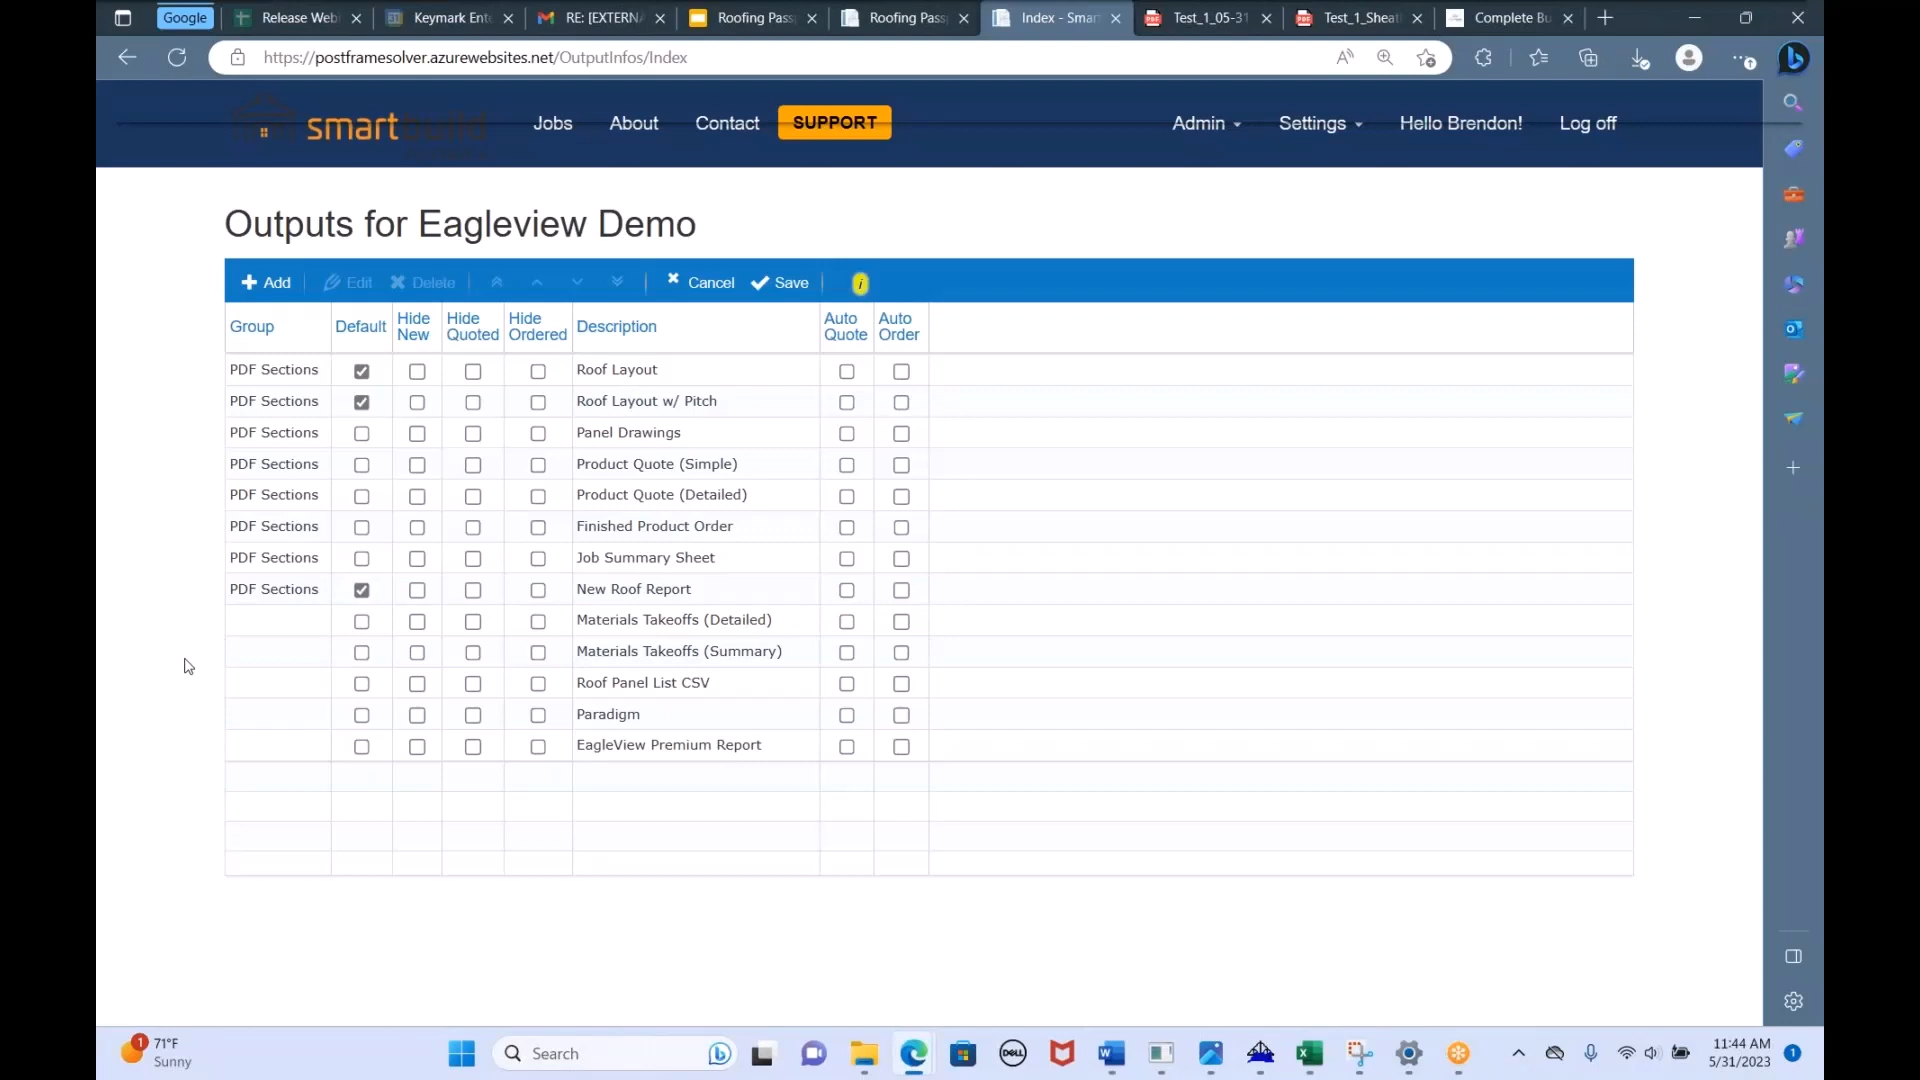 Google
Release Web
Keymark Ent
RE: [EXTERN
Roofing Pass
Roofing Pass
Index - Smar
Test_1_05-31
Test_1_Sheat
Complete Bu
https://postframesolver.azurewebsites.net/OutputInfos/Index
smartbuild
Jobs
About
Contact
SUPPORT
Admin
Settings
Hello Brendon!
Log off
Outputs for Eagleview Demo
Add
Edit
Delete
Cancel
Save
i
Group
Default
Hide New
Hide Quoted
Hide Ordered
Description
Auto Quote
Auto Order
PDF Sections Roof Layout
PDF Sections Roof Layout w/ Pitch
PDF Sections Panel Drawings
PDF Sections Product Quote (Simple)
PDF Sections Product Quote (Detailed)
PDF Sections Finished Product Order
PDF Sections Job Summary Sheet
PDF Sections New Roof Report
Materials Takeoffs (Detailed)
Materials Takeoffs (Summary)
Roof Panel List CSV
Paradigm
EagleView Premium Report
1
71°F
Sunny
Search
DELL
11:44 AM
5/31/2023
1